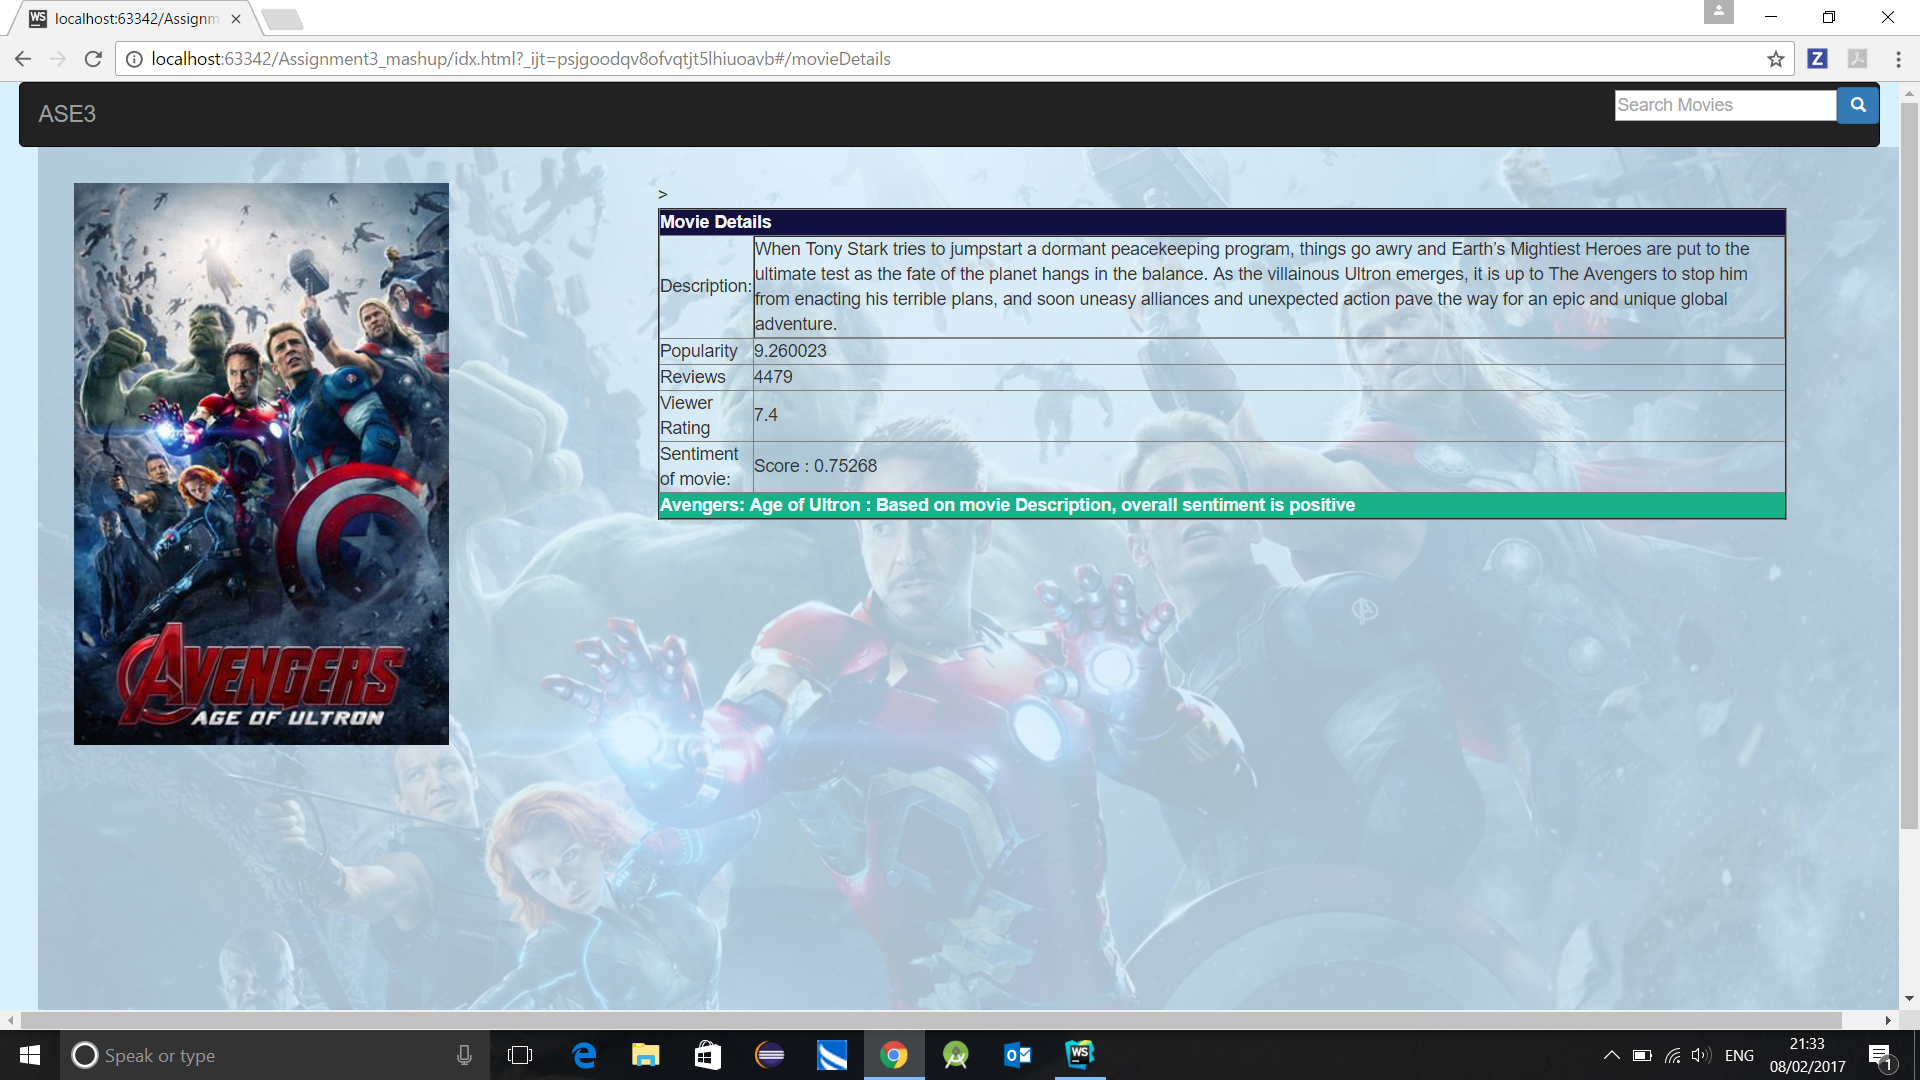 localhost:63342/Assignm
localhost:63342/Assignment3_mashup/idx.html?_ijt=psjgoodqv8ofvqtjt5lhiuoavb#/movieDetails
ASE3
Search Movies
>
Movie Details
Description:
When Tony Stark tries to jumpstart a dormant peacekeeping program, things go awry and Earth’s Mightiest Heroes are put to the
ultimate test as the fate of the planet hangs in the balance. As the villainous Ultron emerges, it is up to The Avengers to stop him
from enacting his terrible plans, and soon uneasy alliances and unexpected action pave the way for an epic and unique global
adventure.
Popularity 9.260023
Reviews 4479
Viewer
Rating
7.4
Sentiment
of movie:
Score : 0.75268
Avengers: Age of Ultron : Based on movie Description, overall sentiment is positive
AVENGERS
AGE OF ULTRON
Speak or type
ENG
21:33
08/02/2017
1
WS
WS
Z